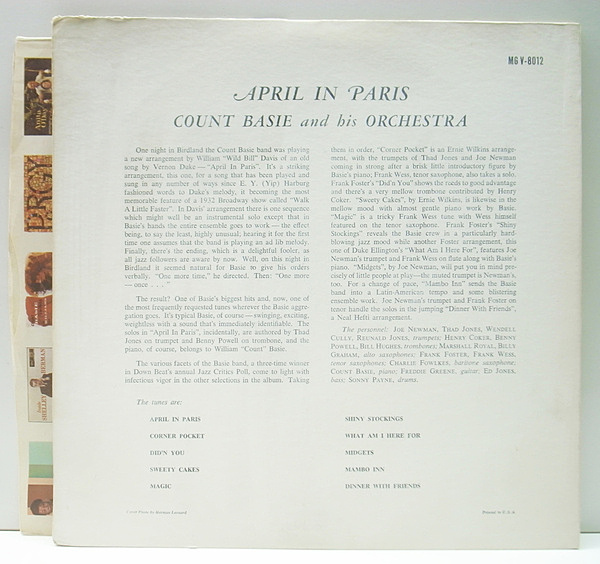 MG V-8012
APRIL IN PARIS
COUNT BASIE and his ORCHESTRA
One night in Birdland the Count Basie band was playing
a new arrangement by William "Wild Bill" Davis of an old
song by Vernon Duke — "April In Paris". It's a striking
arrangement, this one, for a song that has been played and
sung in any number of ways since E. Y. (Yip) Harburg
fashioned words to Duke's melody, it becoming the most
memorable feature of a 1932 Broadway show called "Walk
A Little Faster". In Davis' arrangement there is one sequence
which might well be an instrumental solo except that in
Basie's hands the entire ensemble goes to work — the effect
being, to say the least, highly unusual; hearing it for the first
time one assumes that the band is playing an ad lib melody.
Finally, there's the ending, which is a delightful fooler, as
all jazz followers are aware by now. Well, on this night in
Birdland it seemed natural for Basie to give his orders
verbally. "One more time," he directed. Then: "One more
— once . . . ."
The result? One of Basie's biggest hits and, now, one of
the most frequently requested tunes wherever the Basie aggre-
gation goes. It's typical Basie, of course — swinging, exciting,
weightless with a sound that's immediately identifiable. The
solos in "April In Paris", incidentally, are authored by Thad
Jones on trumpet and Benny Powell on trombone, and the
piano, of course, belongs to William "Count" Basie.
The various facets of the Basie band, a three-time winner
in Down Beat's annual Jazz Critics Poll, come to light with
infectious vigor in the other selections in the album. Taking
them in order, "Corner Pocket" is an Ernie Wilkins arrange-
ment, with the trumpets of Thad Jones and Joe Newman
coming in strong after a brisk little introductory figure by
Basie's piano; Frank Wess, tenor saxophone, also takes a solo.
Frank Foster's "Did'n You" shows the reeds to good advantage
and there's a very mellow trombone contributed by Henry
Coker. "Sweety Cakes", by Ernie Wilkins, is likewise in the
mellow mood with almost gentle piano work by Basie.
"Magic" is a tricky Frank Wess tune with Wess himself
featured on the tenor saxophone. Frank Foster's "Shiny
Stockings" reveals the Basie crew in a particularly hard-
blowing jazz mood while another Foster arrangement, this
one of Duke Ellington's "What Am I Here For", features Joe
Newman's trumpet and Frank Wess on flute along with Basie's
piano. "Midgets", by Joe Newman, will put you in mind pre-
cisely of little people at play—the muted trumpet is Newman's,
too. For a change of pace, "Mambo Inn" sends the Basie
band into a Latin-American tempo and some blistering
ensemble work. Joe Newman's trumpet and Frank Foster on
tenor handle the solos in the jumping "Dinner With Friends",
a Neal Hefti arrangement.
The personnel: JOE NEWMAN, THAD JONES, WENDELL
CULLY, REUNALD JONES, trumpets; HENRY COKER, BENNY
POWELL, BILL HUGHES, trombones; MARSHALL ROYAL, BILLY
GRAHAM, alto saxophones; FRANK FOSTER, FRANK WESS,
tenor saxophones; CHARLIE FOWLKES, baritone saxophone;
COUNT BASIE, piano; FREDDIE GREENE, guitar; ED JONES,
bass; SONNY PAYNE, drums.
The tunes are:
APRIL IN PARIS
CORNER POCKET
DID'N YOU
SWEETY CAKES
MAGIC
SHINY STOCKINGS
WHAT AM I HERE FOR
MIDGETS
MAMBO INN
DINNER WITH FRIENDS
Cover Photo by Herman Leonard
Printed in U.S.A.